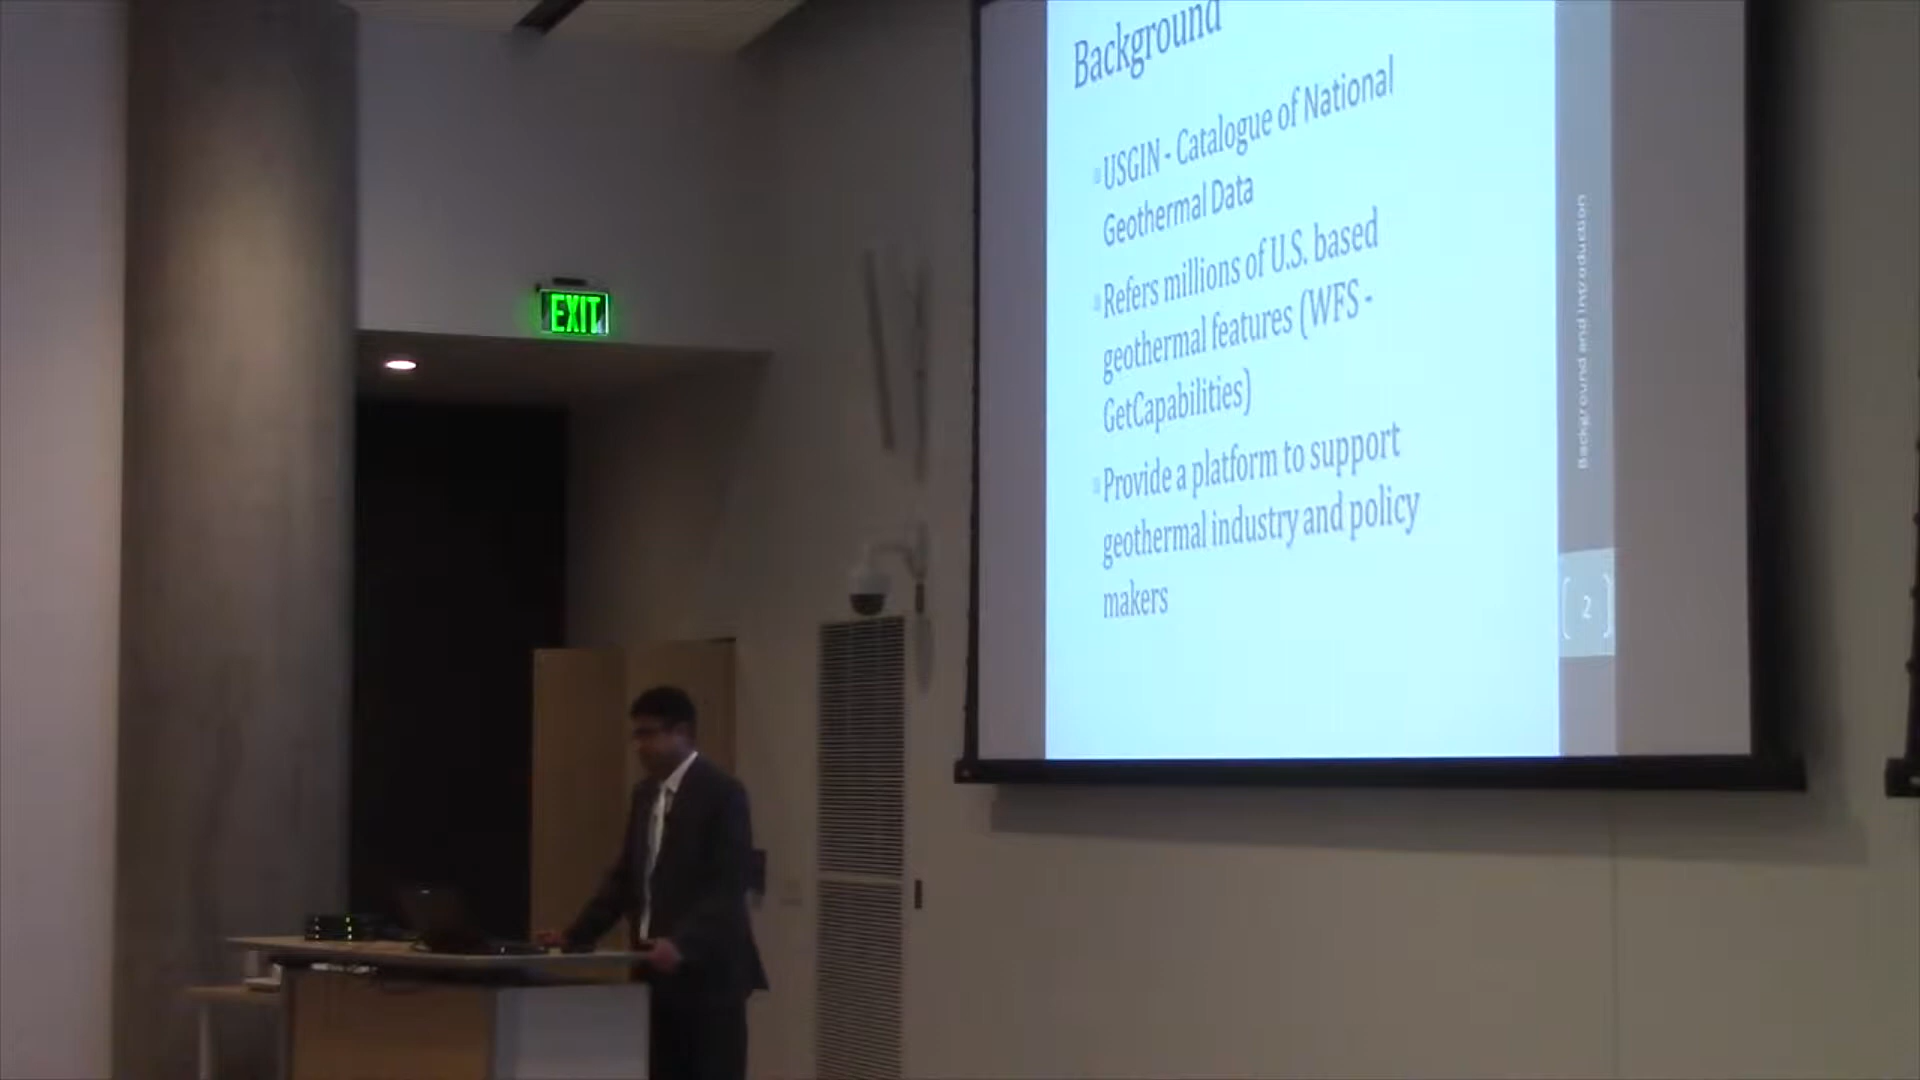 Background
USGIN - Catalogue of National
Geothermal Data
Refers millions of U.S. based
geothermal features (WFS -
GetCapabilities)
Provide a platform to support
geothermal industry and policy
makers
Background and Introduction
2
EXIT